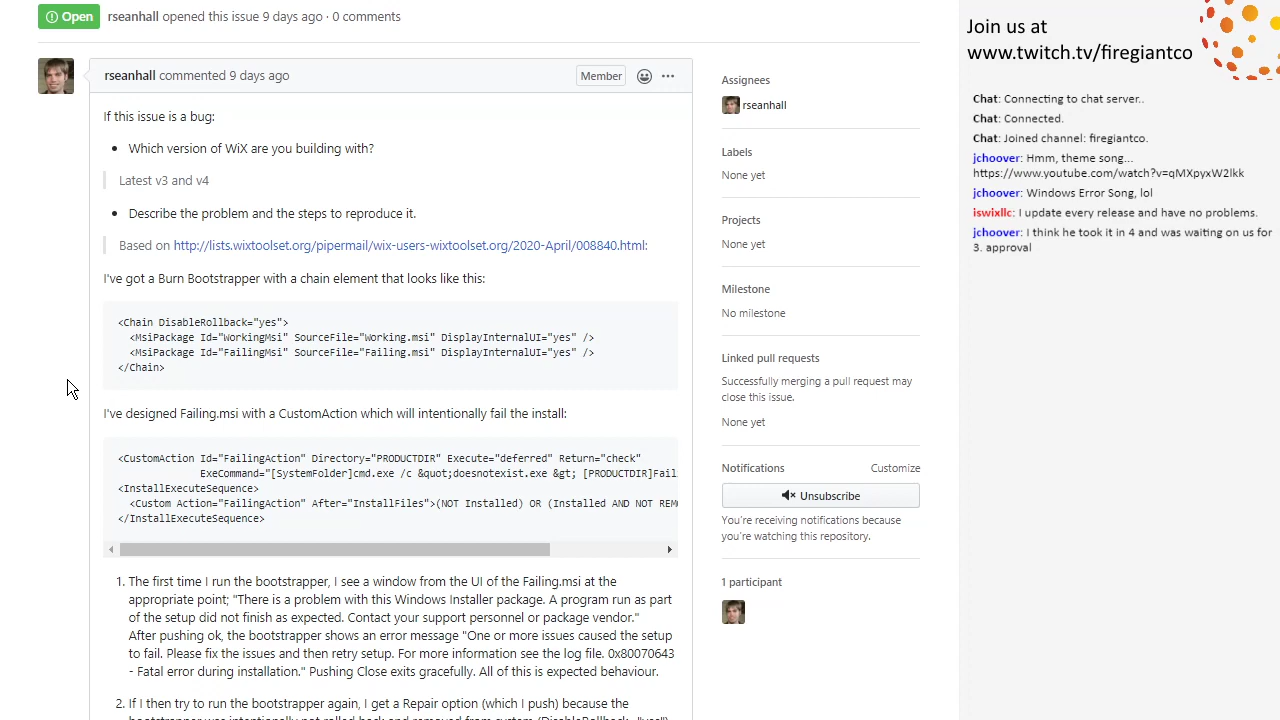 Open
rseanhall opened this issue 9 days ago · 0 comments
rseanhall commented 9 days ago
Member
If this issue is a bug:
• Which version of WiX are you building with?
Latest v3 and v4
• Describe the problem and the steps to reproduce it.
Based on http://lists.wixtoolset.org/pipermail/wix-users-wixtoolset.org/2020-April/008840.html:
I've got a Burn Bootstrapper with a chain element that looks like this:
<Chain DisableRollback="yes">
<MsiPackage Id="WorkingMsi" SourceFile="Working.msi" DisplayInternalUI="yes" />
<MsiPackage Id="FailingMsi" SourceFile="Failing.msi" DisplayInternalUI="yes" />
</Chain>
I've designed Failing.msi with a CustomAction which will intentionally fail the install:
<CustomAction Id="FailingAction" Directory="PRODUCTDIR" Execute="deferred" Return="check"
ExeCommand="[SystemFolder]cmd.exe /c &quot;doesnotexist.exe &gt; [PRODUCTDIR]Fail
<InstallExecuteSequence>
<Custom Action="FailingAction" After="InstallFiles">(NOT Installed) OR (Installed AND NOT REM
</InstallExecuteSequence>
1. The first time I run the bootstrapper, I see a window from the UI of the Failing.msi at the
appropriate point; "There is a problem with this Windows Installer package. A program run as part
of the setup did not finish as expected. Contact your support personnel or package vendor."
After pushing ok, the bootstrapper shows an error message "One or more issues caused the setup
to fail. Please fix the issues and then retry setup. For more information see the log file. 0x80070643
- Fatal error during installation." Pushing Close exits gracefully. All of this is expected behaviour.
2. If I then try to run the bootstrapper again, I get a Repair option (which I push) because the
bootstrapper was intentionally not rolled back and removed from system (DisableRollback="yes")
Assignees
rseanhall
Labels
None yet
Projects
None yet
Milestone
No milestone
Linked pull requests
Successfully merging a pull request may
close this issue.
None yet
Notifications
Customize
Unsubscribe
You're receiving notifications because
you're watching this repository.
1 participant
Join us at
www.twitch.tv/firegiantco
Chat: Connecting to chat server..
Chat: Connected.
Chat: Joined channel: firegiantco.
jchoover: Hmm, theme song...
https://www.youtube.com/watch?v=qMXpyxW2lkk
jchoover: Windows Error Song, lol
iswixllc: I update every release and have no problems.
jchoover: I think he took it in 4 and was waiting on us for
3. approval